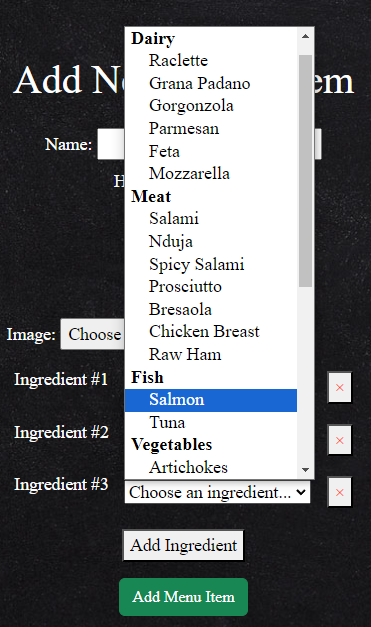 Dairy
Raclette
Grana Padano
Add N em
Gorgonzola
Parmesan
Name:
Feta
H
Mozzarella
Meat
Salami
Nduja
Spicy Salami
Prosciutto
Bresaola
Image: Choose
Chicken Breast
Raw Ham
Ingredient #1 Fish ×
Salmon
Tuna
Ingredient #2 ×
Vegetables
Artichokes
Ingredient #3 Choose an ingredient... ×
Add Ingredient
Add Menu Item